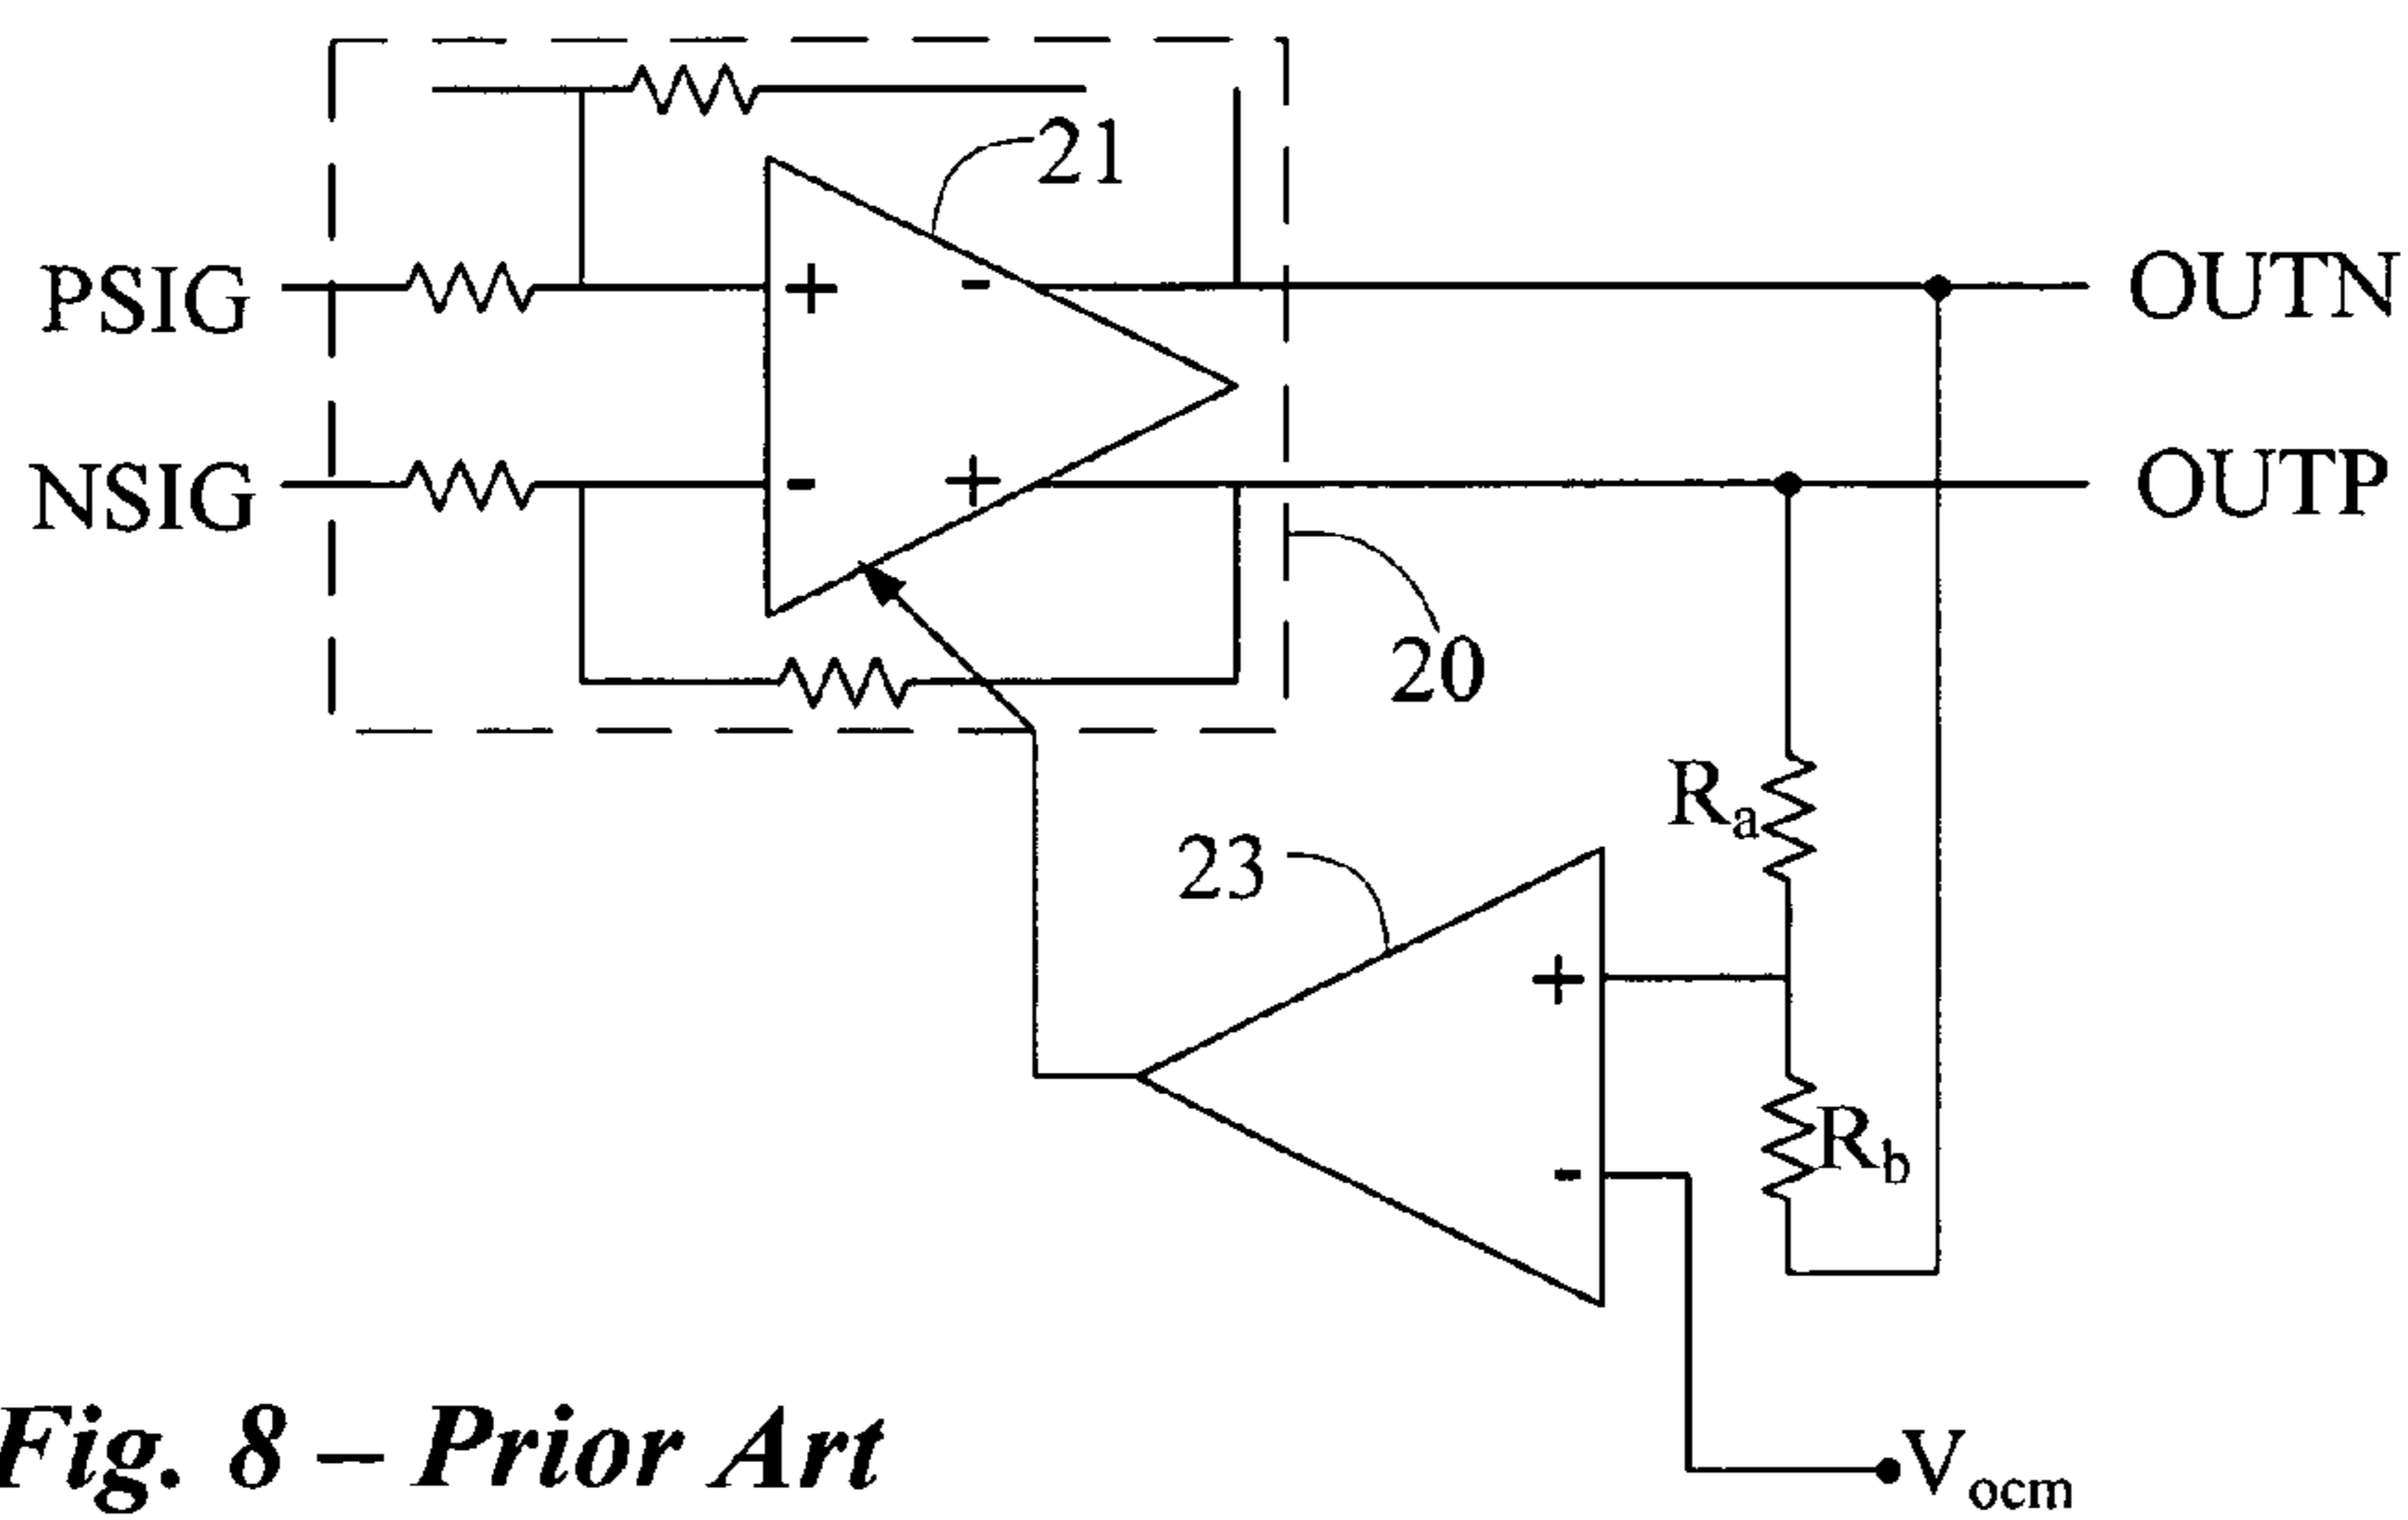 21
PSIG
+
-
OUTN
NSIG
-
+
OUTP
20
Ra
23
+
Rb
-
Fig. 8 – Prior Art
Vocm